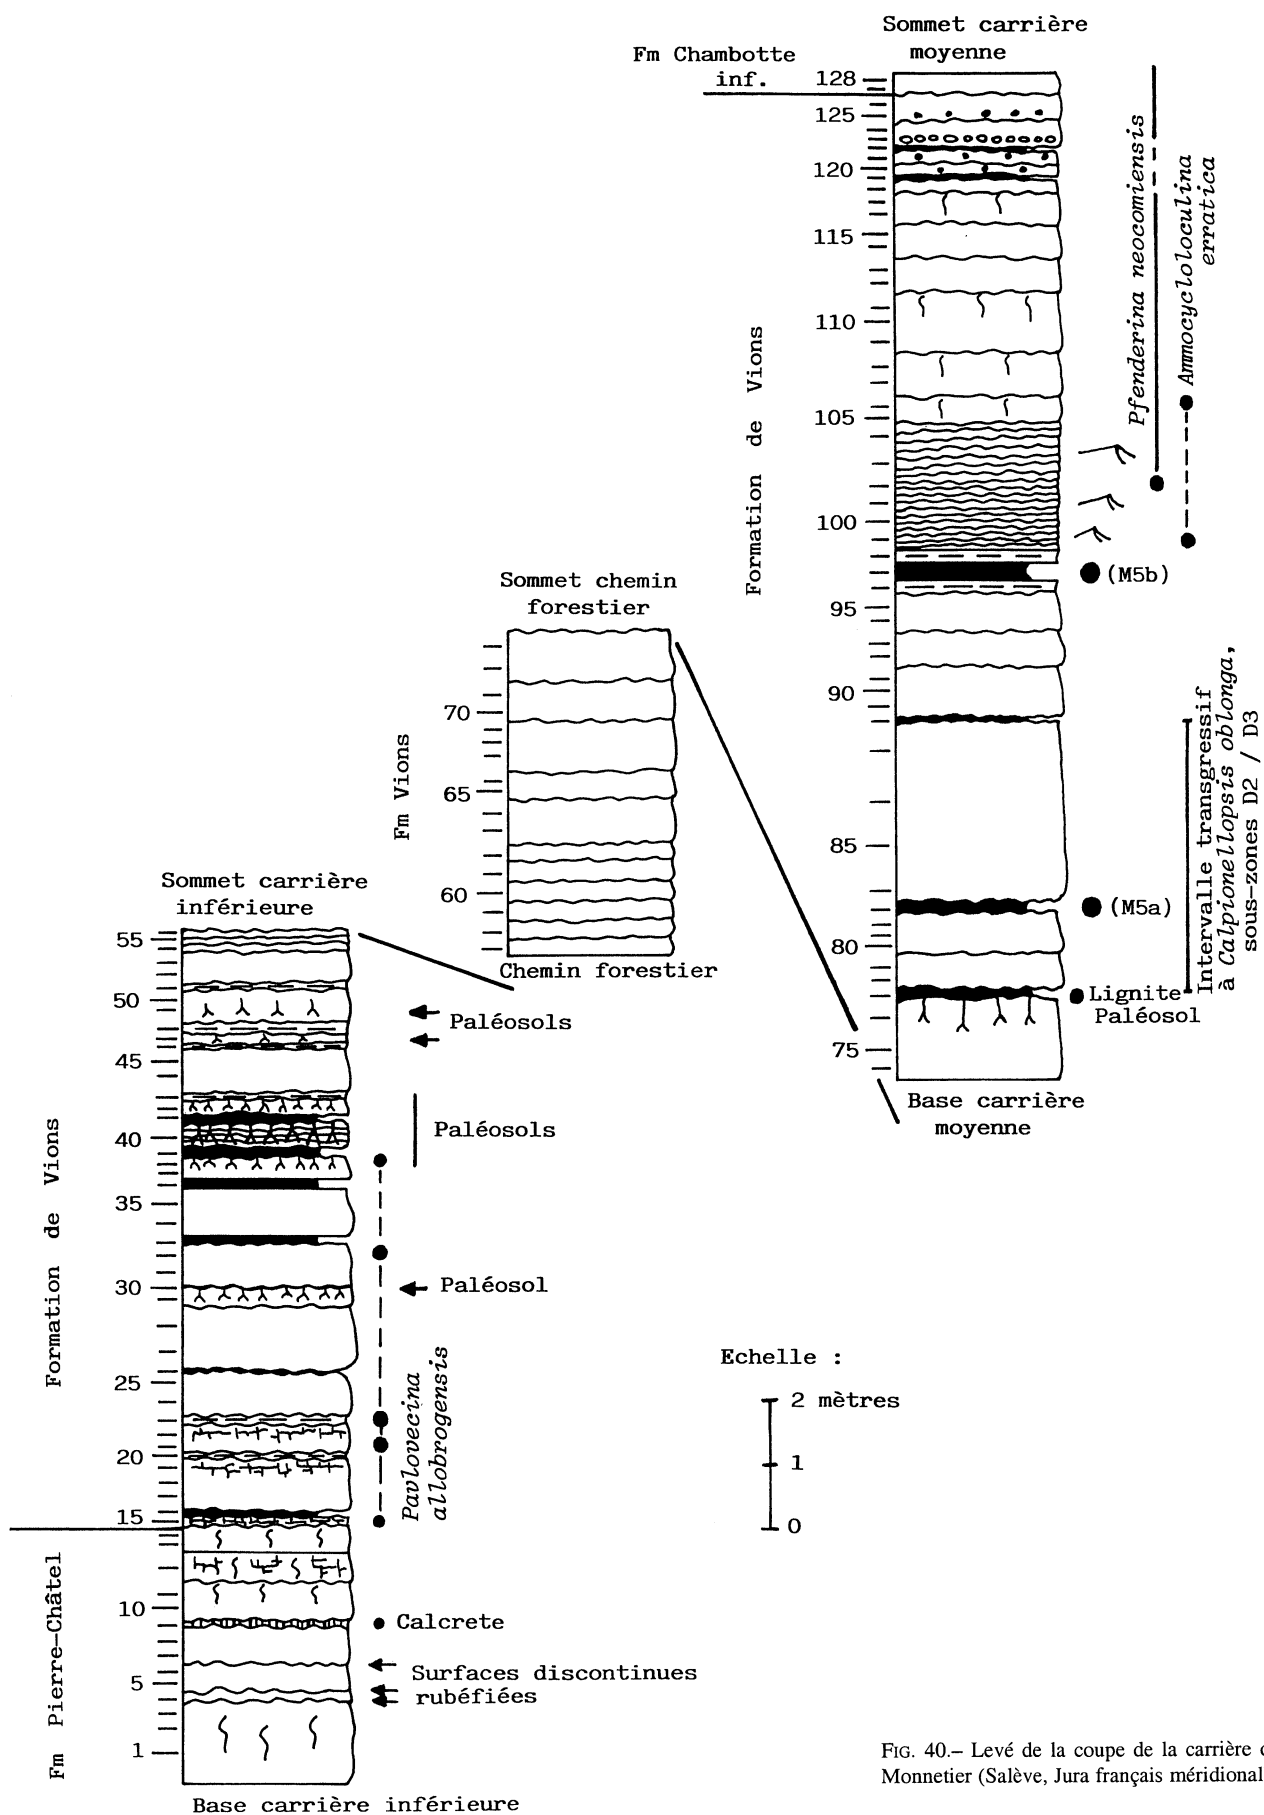 Sommet carrière
moyenne
Fm Chambotte
inf.
128
125
120
115
110
105
100
95
90
85
80
75
Formation de Vions
Pfenderina neocomiensis
Ammocycloloculina
erratica
(M5b)
(M5a)
Intervalle transgressif
à Calpionellopsis oblonga,
sous-zones D2 / D3
Lignite
Paléosol
Base carrière
moyenne
Sommet chemin
forestier
70
65
60
Fm Vions
Chemin forestier
Sommet carrière
inférieure
55
50
45
40
35
30
25
20
15
10
5
1
Formation de Vions
Fm Pierre-Châtel
Paléosols
Paléosols
Paléosol
Pavlovecina
allobrogensis
Calcrete
Surfaces discontinues
rubéfiées
Base carrière inférieure
Echelle :
2 mètres
1
0
FIG. 40.– Levé de la coupe de la carrière
Monnetier (Salève, Jura français méridional